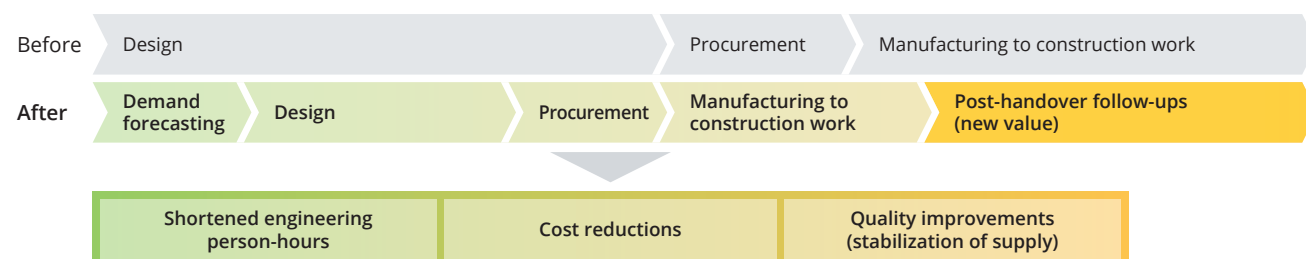 Before
Design
Procurement
Manufacturing to construction work
After
Demand
forecasting
Design
Procurement
Manufacturing to
construction work
Post-handover follow-ups
(new value)
Shortened engineering
person-hours
Cost reductions
Quality improvements
(stabilization of supply)